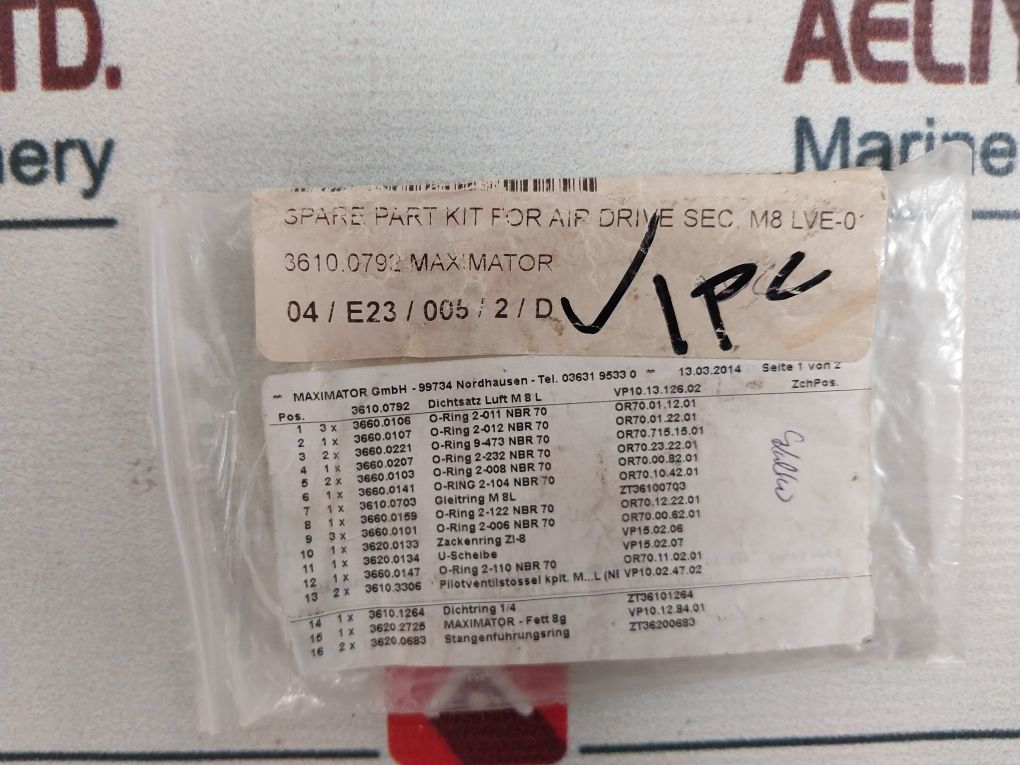 TD.
AELIY
nery
Marine
SPARE PART KIT FOR AIR DRIVE SEC. M8 LVE-01
3610.0792 MAXIMATOR
04 / E23 / 005 / 2 / D
MAXIMATOR GmbH - 99734 Nordhausen - Tel. 03631 9533 0 13.03.2014 Seite 1 von 2
Pos. 3610.0792 Dichtsatz Luft M 8 L VP10.13.126.02 ZchPos.
1 3 x 3660.0106 O-Ring 2-011 NBR 70 OR70.01.12.01
2 1 x 3660.0107 O-Ring 2-012 NBR 70 OR70.01.22.01
3 2 x 3660.0221 O-Ring 9-473 NBR 70 OR70.715.15.01
4 1 x 3660.0207 O-Ring 2-232 NBR 70 OR70.23.22.01
5 2 x 3660.0103 O-Ring 2-008 NBR 70 OR70.00.82.01
6 1 x 3660.0141 O-RING 2-104 NBR 70 OR70.10.42.01
7 1 x 3610.0703 Gleitring M 8L ZT36100703
8 1 x 3660.0159 O-Ring 2-122 NBR 70 OR70.12.22.01
9 3 x 3660.0101 O-Ring 2-006 NBR 70 OR70.00.62.01
10 1 x 3620.0133 Zackenring ZI-8 VP15.02.06
11 1 x 3620.0134 U-Scheibe VP15.02.07
12 1 x 3660.0147 O-Ring 2-110 NBR 70 OR70.11.02.01
13 2 x 3610.3306 Pilotventilstössel kplt. M...L (NB VP10.02.47.02
14 1 x 3610.1264 Dichtring 1/4 ZT36101264
15 1 x 3620.2725 MAXIMATOR - Fett 8g VP10.12.84.01
16 2 x 3620.0683 Stangenführungsring ZT36200683